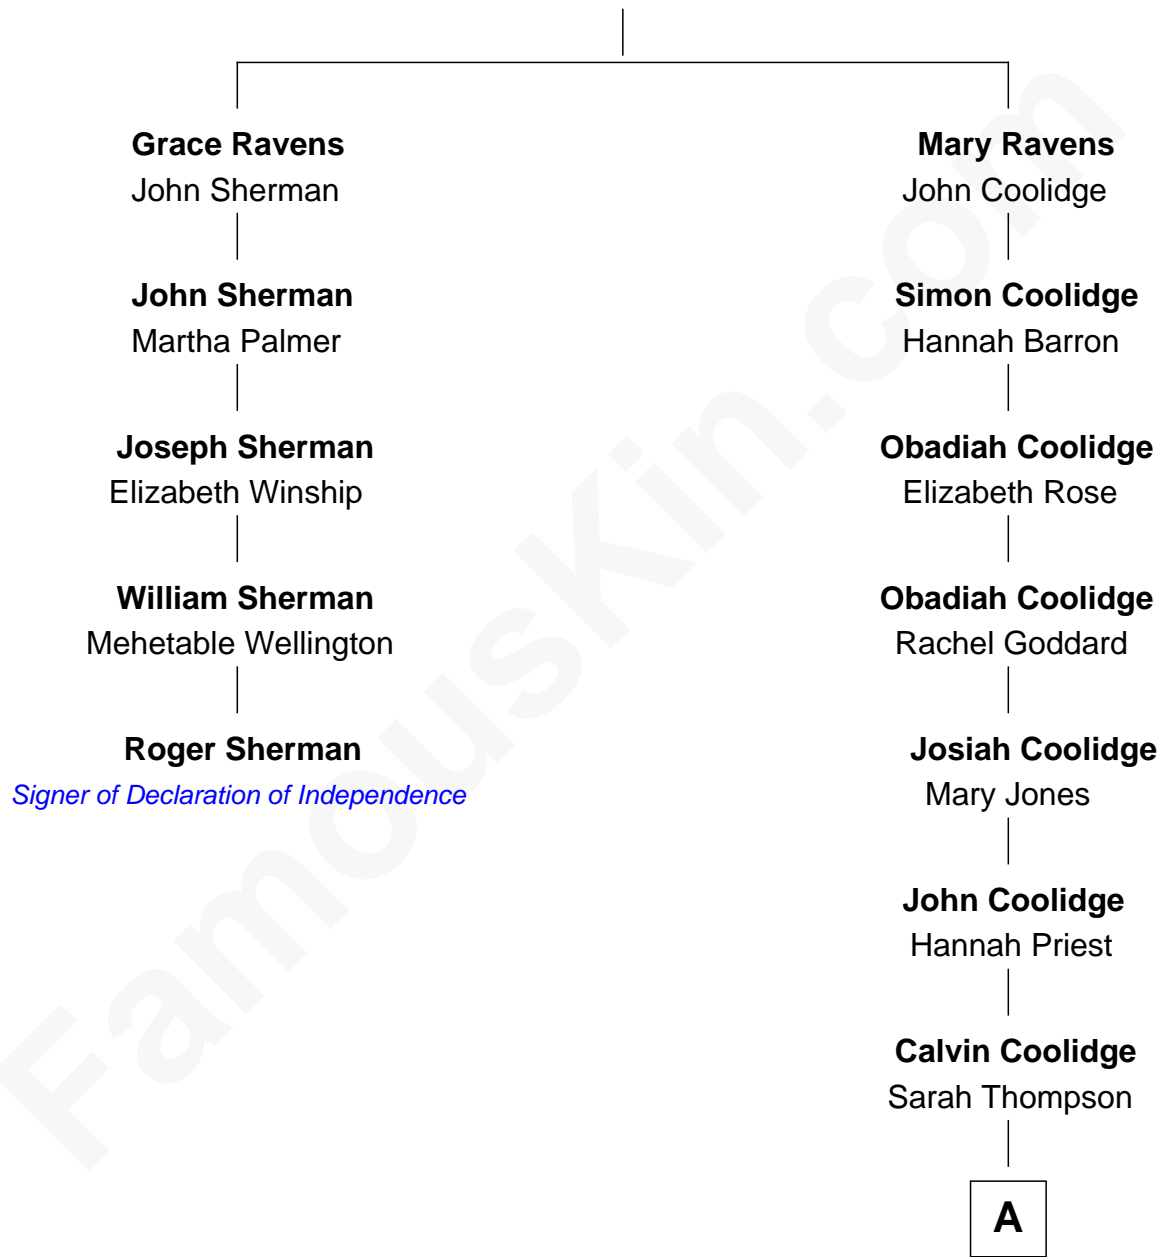 Grace Ravens
John Sherman
Mary Ravens
John Coolidge
John Sherman
Martha Palmer
Simon Coolidge
Hannah Barron
Joseph Sherman
Elizabeth Winship
Obadiah Coolidge
Elizabeth Rose
William Sherman
Mehetable Wellington
Obadiah Coolidge
Rachel Goddard
Roger Sherman
Signer of Declaration of Independence
Josiah Coolidge
Mary Jones
John Coolidge
Hannah Priest
Calvin Coolidge
Sarah Thompson
A
FamousKin.com